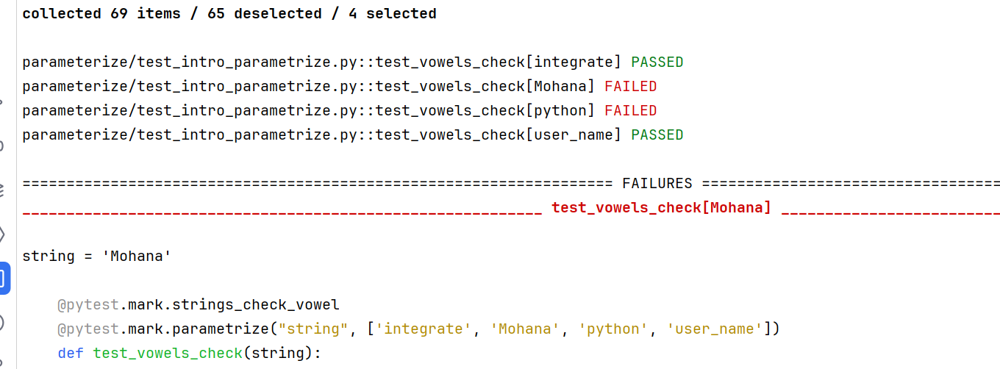 collected 69 items / 65 deselected / 4 selected
parameterize/test_intro_parametrize.py::test_vowels_check[integrate] PASSED
parameterize/test_intro_parametrize.py::test_vowels_check[Mohana] FAILED
parameterize/test_intro_parametrize.py::test_vowels_check[python] FAILED
parameterize/test_intro_parametrize.py::test_vowels_check[user_name] PASSED
=================================================================== FAILURES ==================================
___________________________________________________________ test_vowels_check[Mohana] _________________________
string = 'Mohana'
@pytest.mark.strings_check_vowel
@pytest.mark.parametrize("string", ['integrate', 'Mohana', 'python', 'user_name'])
def test_vowels_check(string):